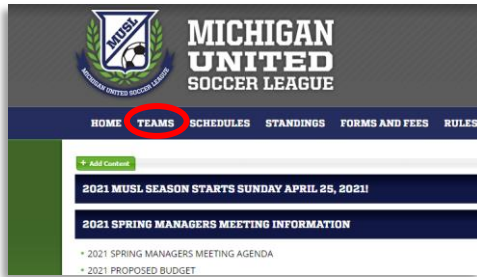 MUSL
MICHIGAN UNITED SOCCER LEAGUE
MICHIGAN
UNITED
SOCCER LEAGUE
HOME TEAMS SCHEDULES STANDINGS FORMS AND FEES RULES
+ Add Content
2021 MUSL SEASON STARTS SUNDAY APRIL 25, 2021!
2021 SPRING MANAGERS MEETING INFORMATION
• 2021 SPRING MANAGERS MEETING AGENDA
• 2021 PROPOSED BUDGET